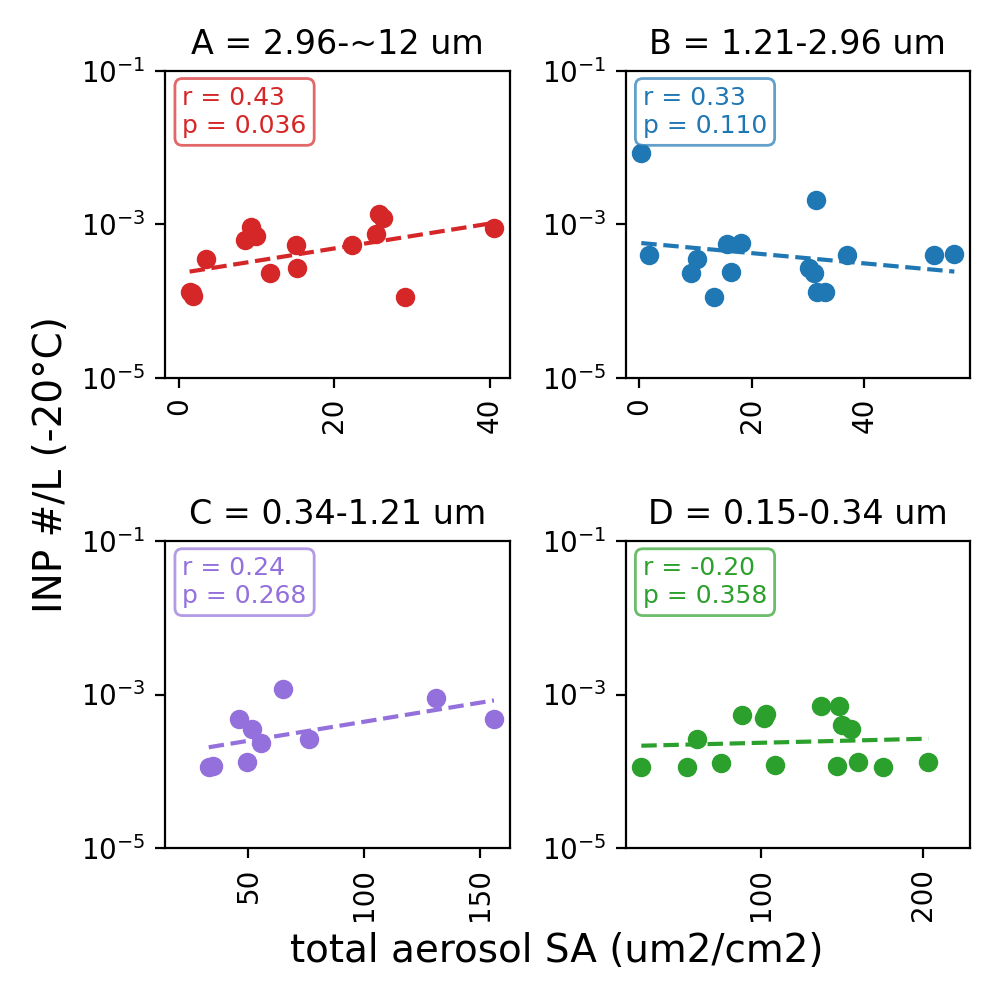 A = 2.96-~12 um
B = 1.21-2.96 um
10⁻¹
10⁻³
10⁻⁵
r = 0.43
p = 0.036
0
20
40
10⁻¹
10⁻³
10⁻⁵
r = 0.33
p = 0.110
0
20
40
INP #/L (-20°C)
C = 0.34-1.21 um
D = 0.15-0.34 um
10⁻¹
10⁻³
10⁻⁵
r = 0.24
p = 0.268
50
100
150
10⁻¹
10⁻³
10⁻⁵
r = -0.20
p = 0.358
100
200
total aerosol SA (um2/cm2)